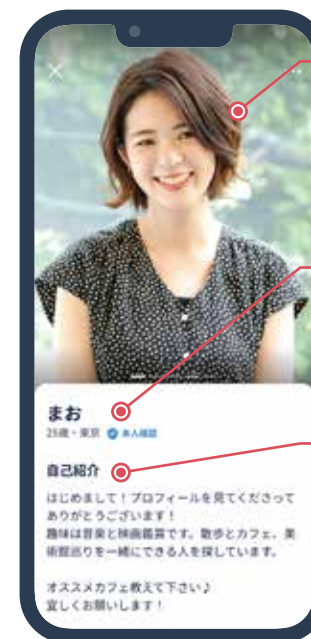 まお
25歳・東京 本人確認
自己紹介
はじめまして！プロフィールを見てくださって
ありがとうございます！
趣味は音楽と映画鑑賞です。散歩とカフェ、美
術館巡りを一緒にできる人を探しています。
オススメカフェ教えて下さい♪
宜しくお願いします！